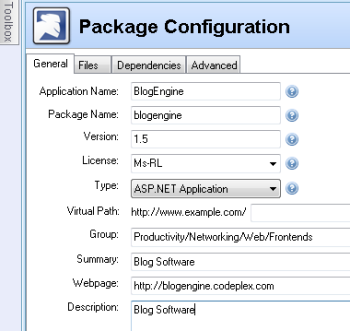 Toolbox
Package Configuration
General Files Dependencies Advanced
Application Name: BlogEngine
Package Name: blogengine
Version: 1.5
License: Ms-RL
Type: ASP.NET Application
Virtual Path: http://www.example.com/
Group: Productivity/Networking/Web/Frontends
Summary: Blog Software
Webpage: http://blogengine.codeplex.com
Description: Blog Software